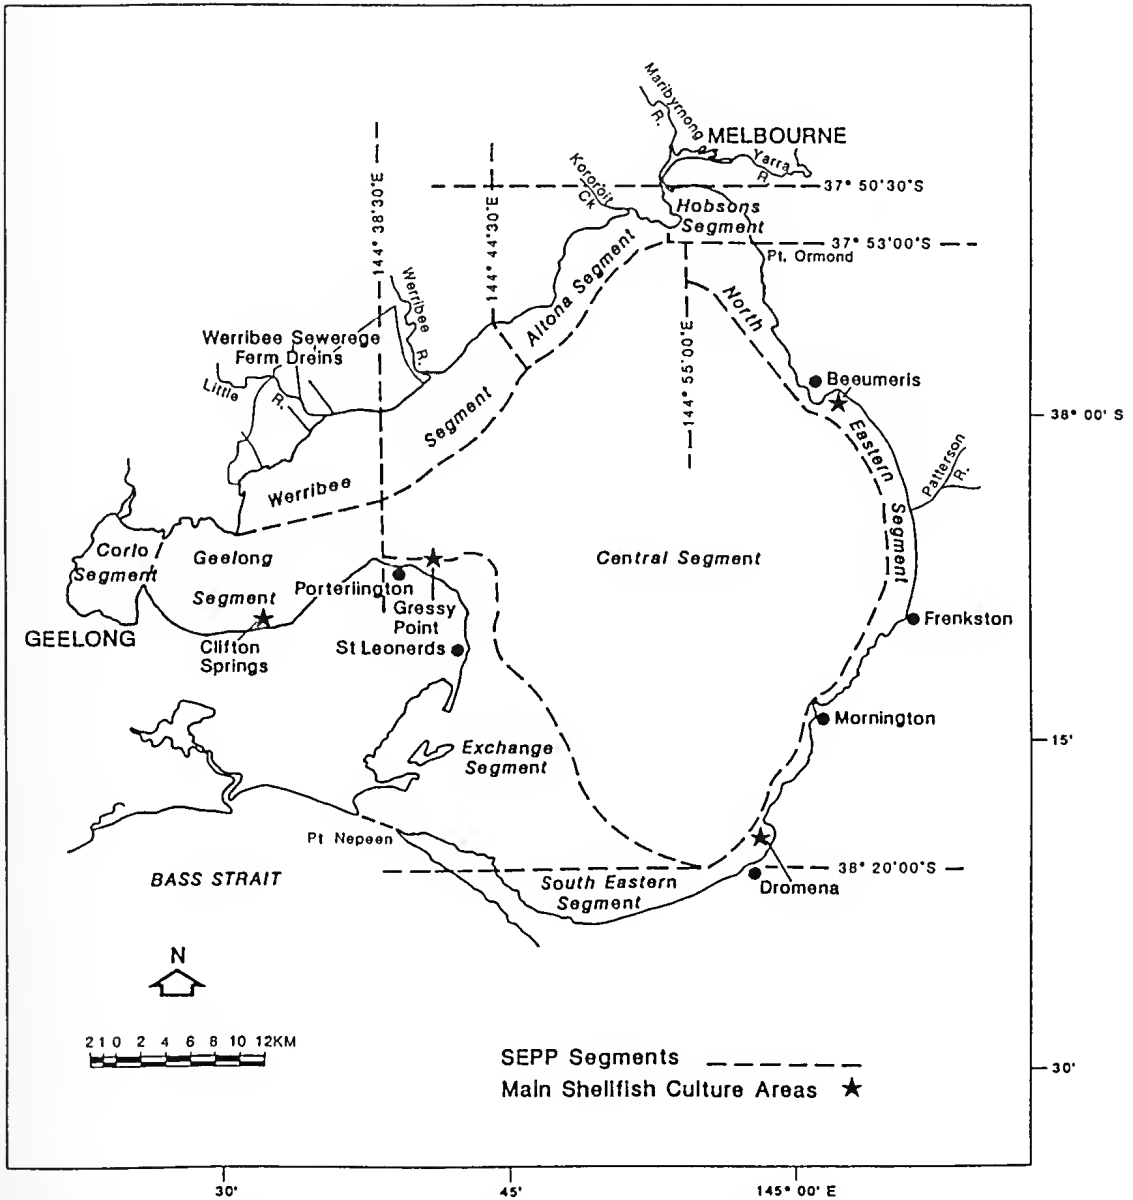 Maribyrnong
R.
MELBOURNE
Yarra
R
Kororoit
Ck
37° 50'30"S
Hobsons
Segment
37° 53'00"S
Pt. Ormond
144° 38'30"E
144° 44'30"E
Altona Segment
North
Werribee
R.
Werribee Sewerege
Ferm Dreins
Little
R.
144° 55'00"E
Beeumeris
38° 00' S
Segment
Eastern
Patterson
R.
Werribee
Segment
Corlo
Segment
Geelong
Segment
Central Segment
Porterlington
Gressy
Point
GEELONG
Clifton
Springs
St Leonerds
Frenkston
Mornington
15'
Exchange
Segment
Pt Nepeen
BASS STRAIT
38° 20'00"S
South Eastern
Segment
Dromena
N
2 1 0 2 4 6 8 10 12KM
SEPP Segments
Main Shellfish Culture Areas
30'
30'
45'
145° 00' E